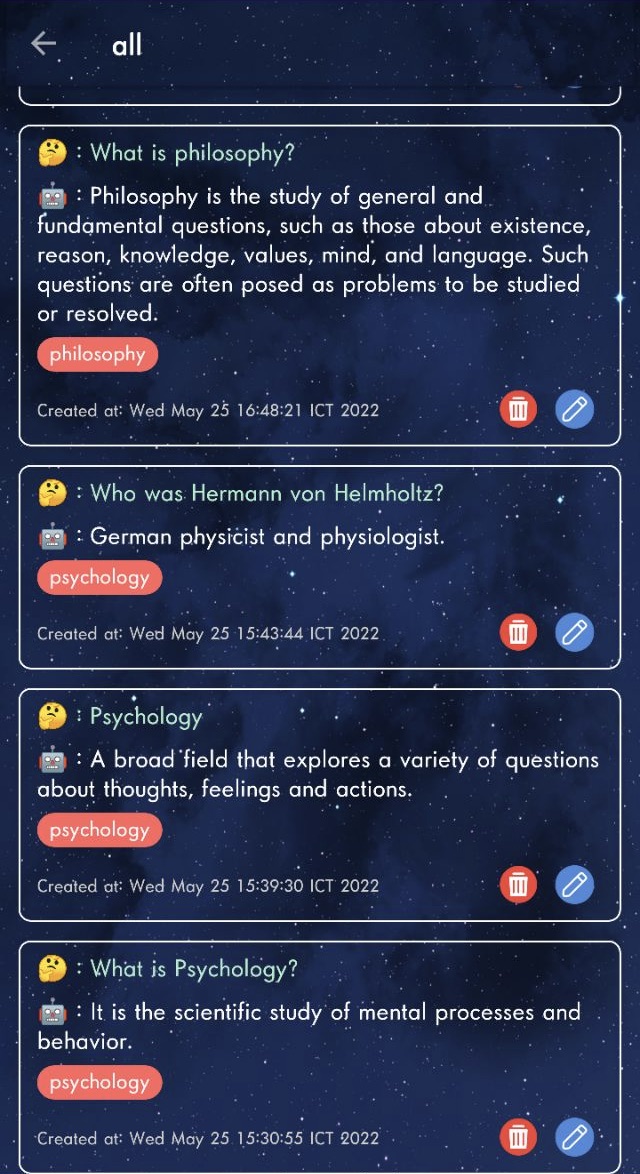 all
🤔 : What is philosophy?
🤖 : Philosophy is the study of general and
fundamental questions, such as those about existence,
reason, knowledge, values, mind, and language. Such
questions are often posed as problems to be studied
or resolved.
philosophy
Created at: Wed May 25 16:48:21 ICT 2022
🤔 : Who was Hermann von Helmholtz?
🤖 : German physicist and physiologist.
psychology
Created at: Wed May 25 15:43:44 ICT 2022
🤔 : Psychology
🤖 : A broad field that explores a variety of questions
about thoughts, feelings and actions.
psychology
Created at: Wed May 25 15:39:30 ICT 2022
🤔 : What is Psychology?
🤖 : It is the scientific study of mental processes and
behavior.
psychology
Created at: Wed May 25 15:30:55 ICT 2022